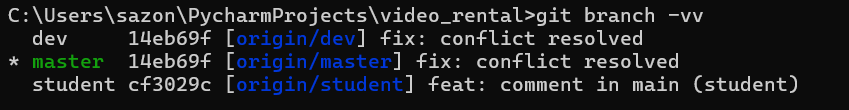 C:\Users\sazon\PycharmProjects\video_rental>git branch -vv
  dev     14eb69f [origin/dev] fix: conflict resolved
* master  14eb69f [origin/master] fix: conflict resolved
  student cf3029c [origin/student] feat: comment in main (student)